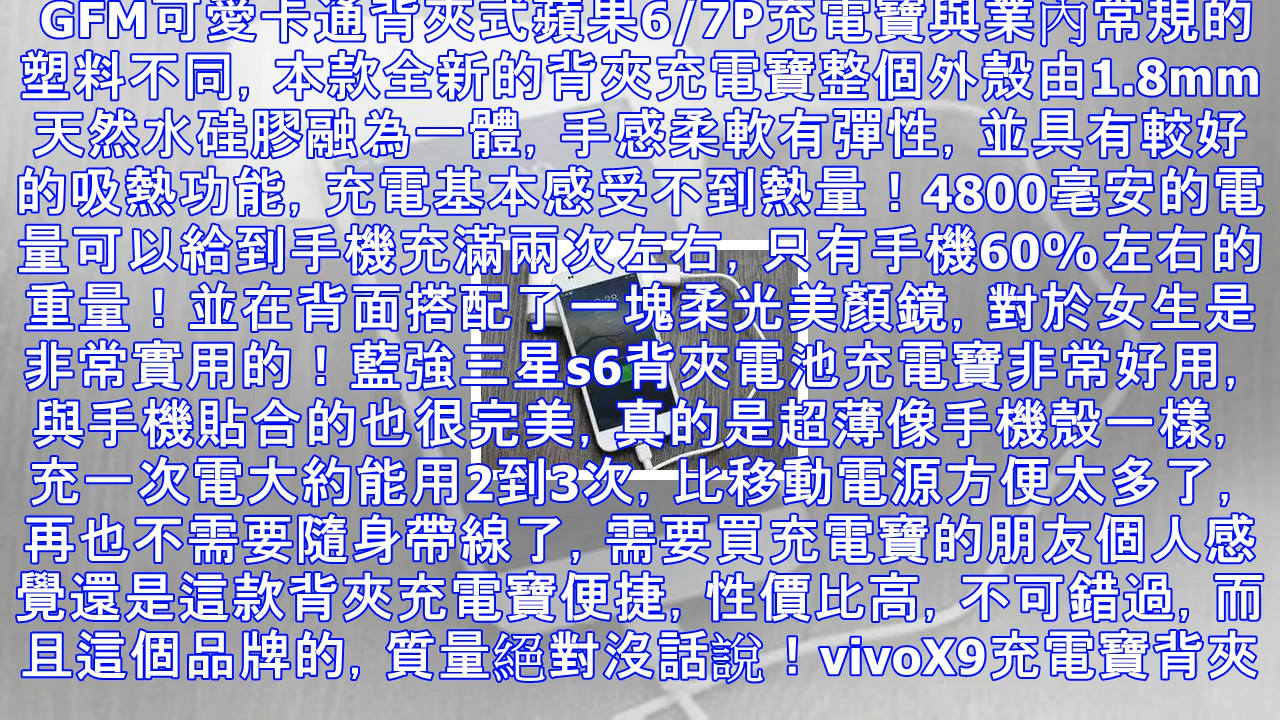 GFM可愛卡通背夾式蘋果6/7P充電寶與業內常規的
塑料不同, 本款全新的背夾充電寶整個外殼由1.8mm
天然水硅膠融為一體, 手感柔軟有彈性, 並具有較好
的吸熱功能, 充電基本感受不到熱量！4800毫安的電
量可以給到手機充滿兩次左右, 只有手機60%左右的
重量！並在背面搭配了一塊柔光美顏鏡, 對於女生是
非常實用的！藍強三星s6背夾電池充電寶非常好用,
與手機貼合的也很完美, 真的是超薄像手機殼一樣,
充一次電大約能用2到3次, 比移動電源方便太多了,
再也不需要隨身帶線了, 需要買充電寶的朋友個人感
覺還是這款背夾充電寶便捷, 性價比高, 不可錯過, 而
且這個品牌的, 質量絕對沒話說！vivoX9充電寶背夾